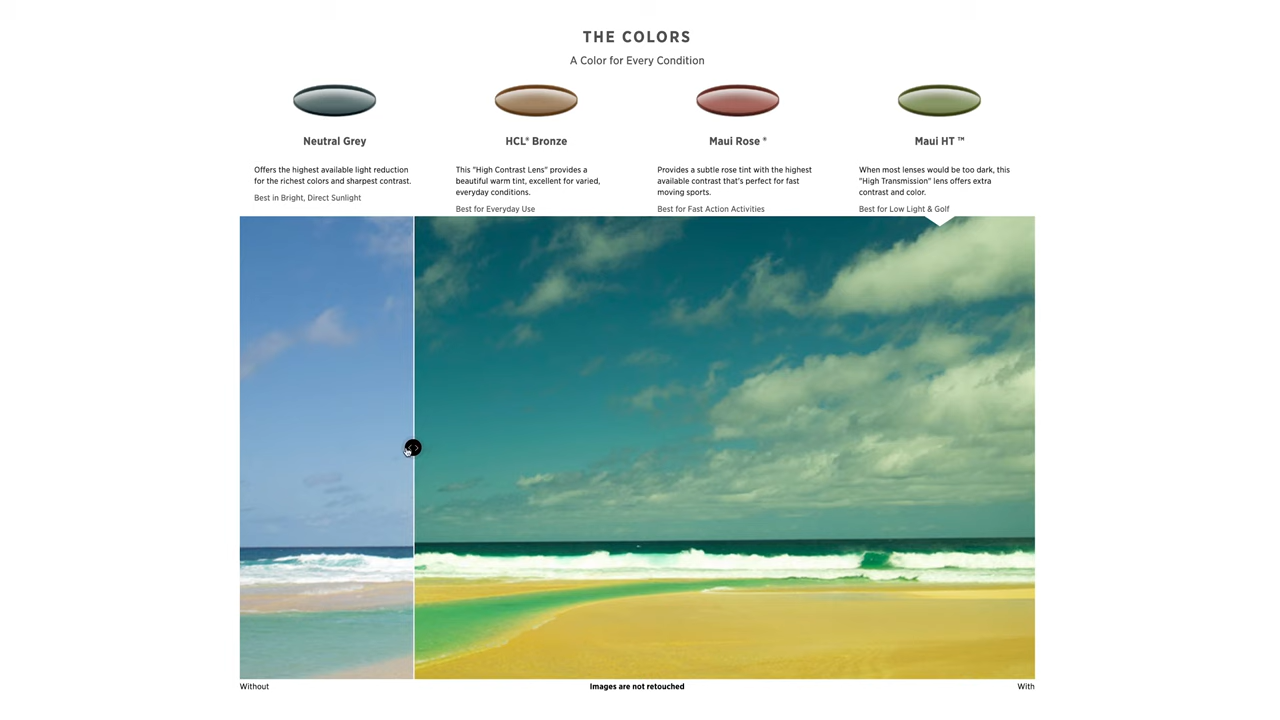 THE COLORS
A Color for Every Condition
Neutral Grey
Offers the highest available light reduction
for the richest colors and sharpest contrast.
Best in Bright, Direct Sunlight
HCL® Bronze
This "High Contrast Lens" provides a
beautiful warm tint, excellent for varied,
everyday conditions.
Best for Everyday Use
Maui Rose ®
Provides a subtle rose tint with the highest
available contrast that's perfect for fast
moving sports.
Best for Fast Action Activities
Maui HT ™
When most lenses would be too dark, this
"High Transmission" lens offers extra
contrast and color.
Best for Low Light & Golf
Without
Images are not retouched
With